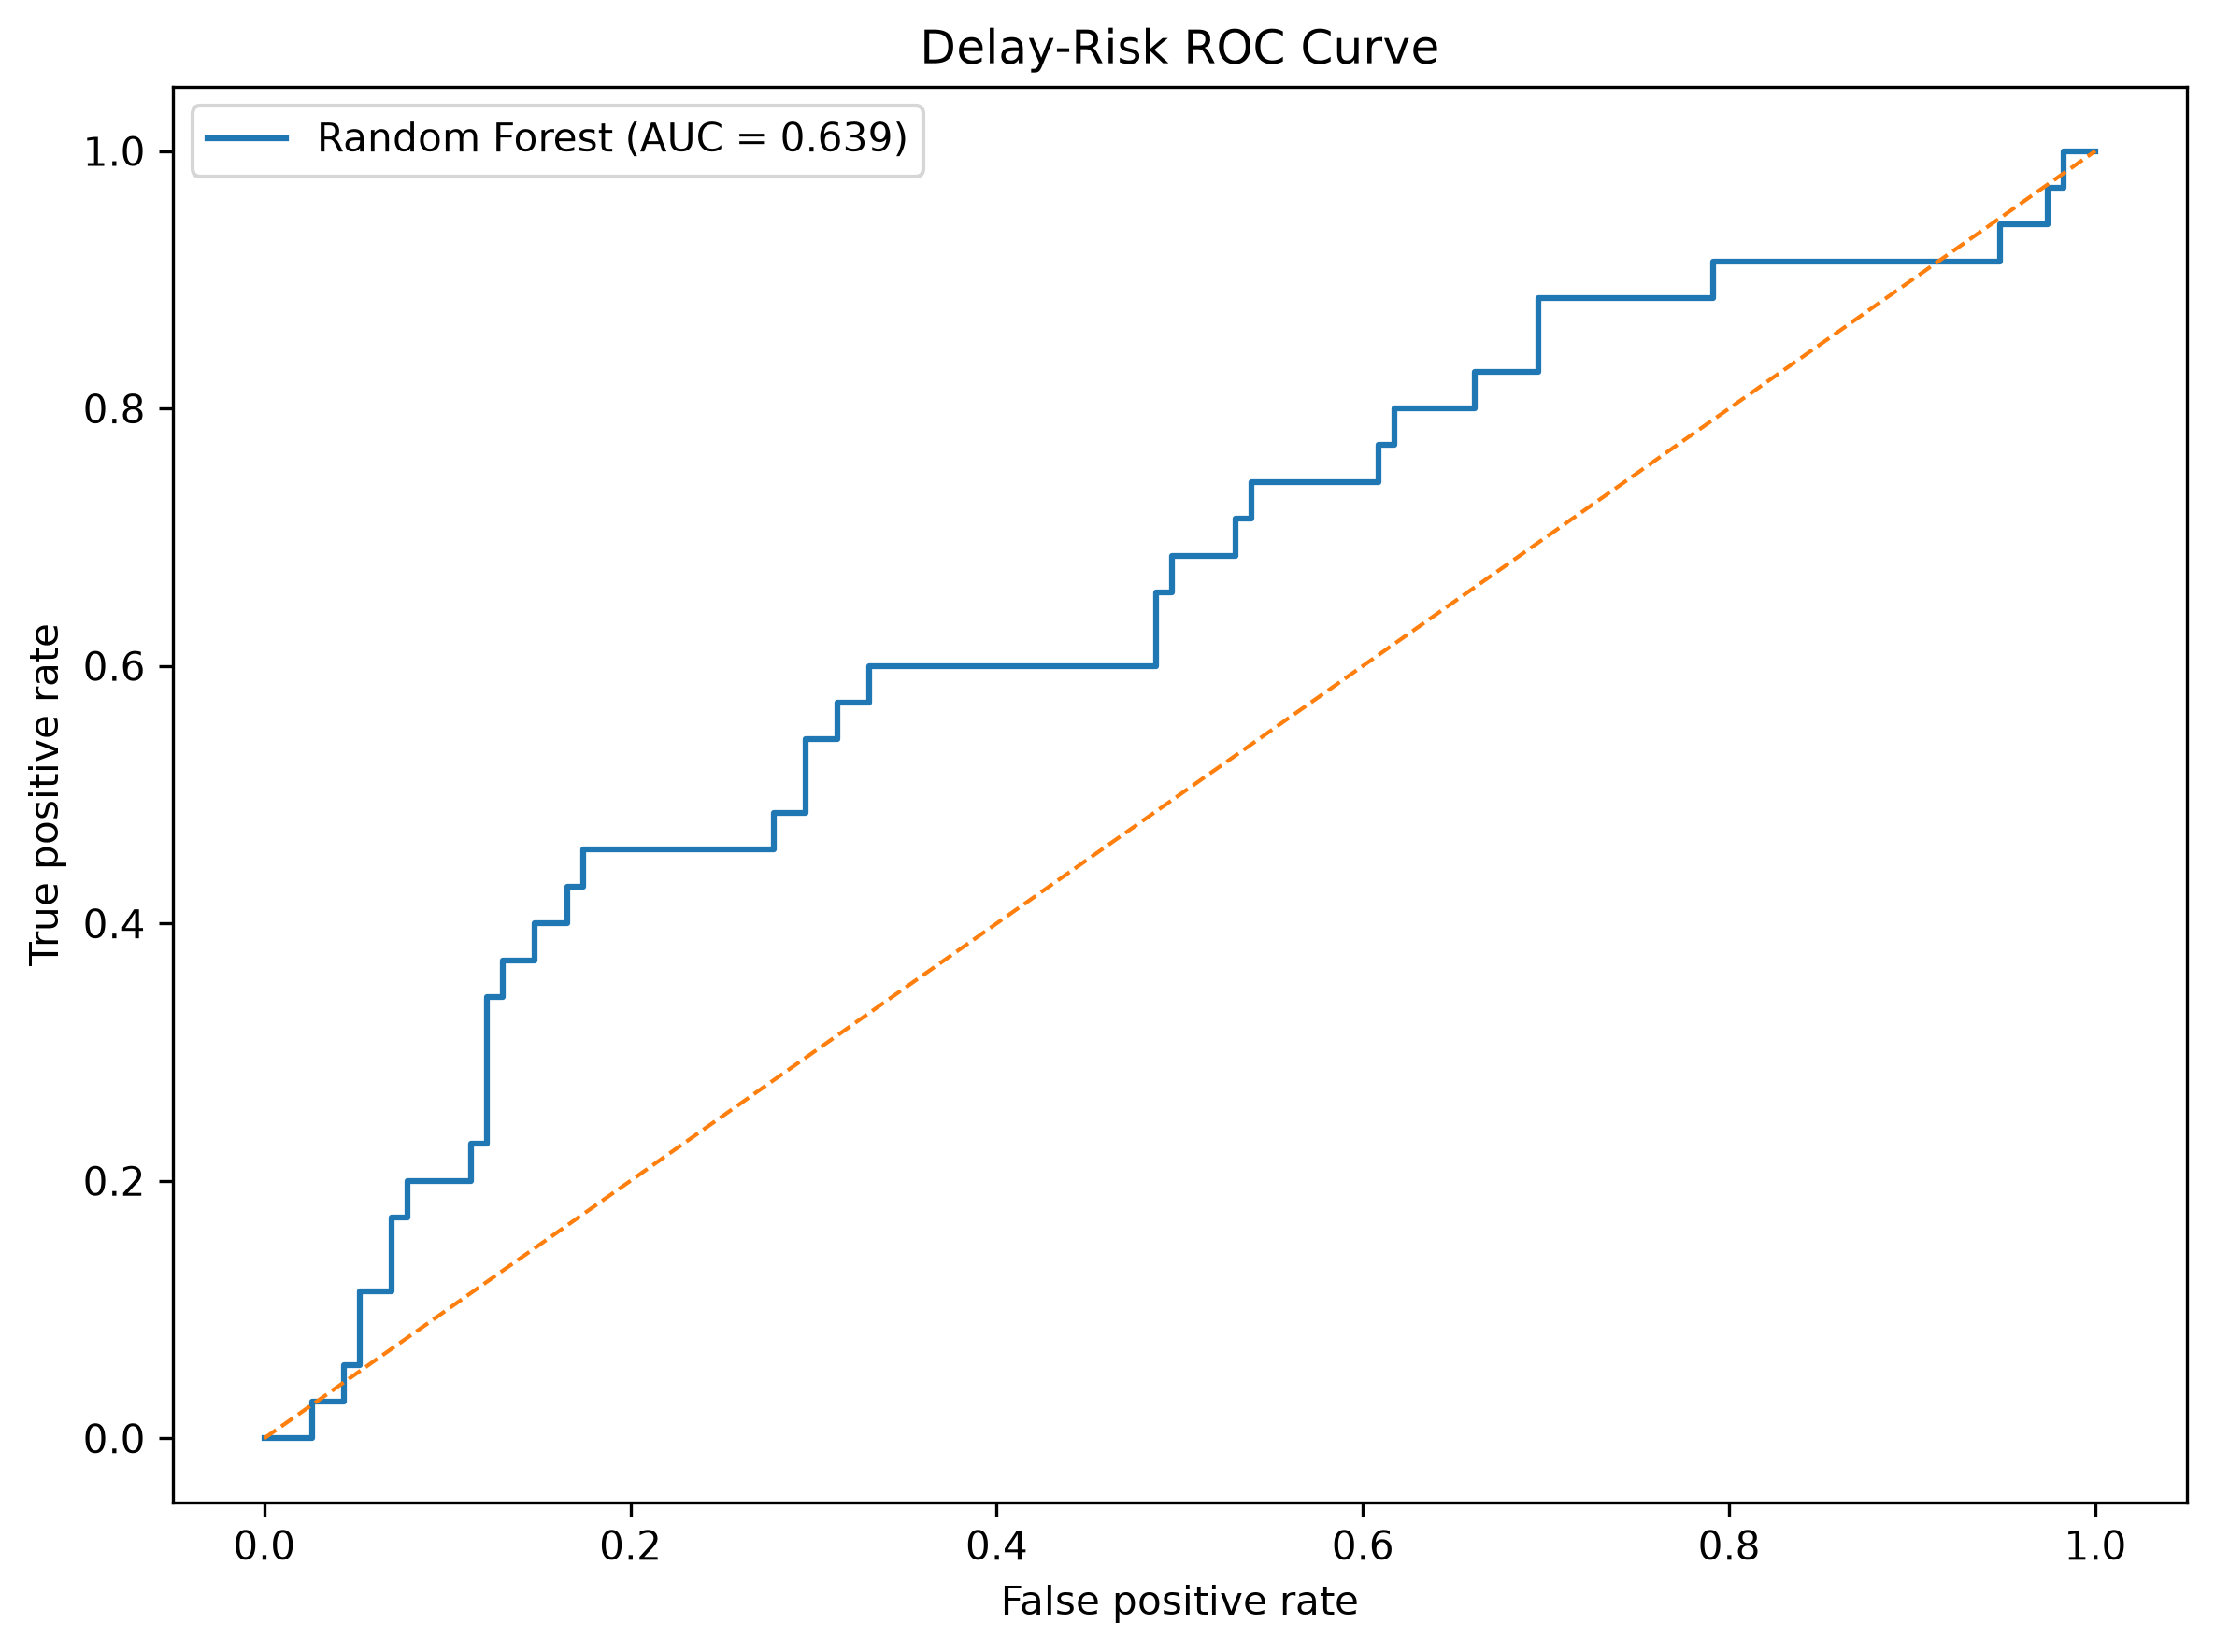 Delay-Risk ROC Curve
Random Forest (AUC = 0.639)
True positive rate
1.0
0.8
0.6
0.4
0.2
0.0
0.0 0.2 0.4 0.6 0.8 1.0
False positive rate